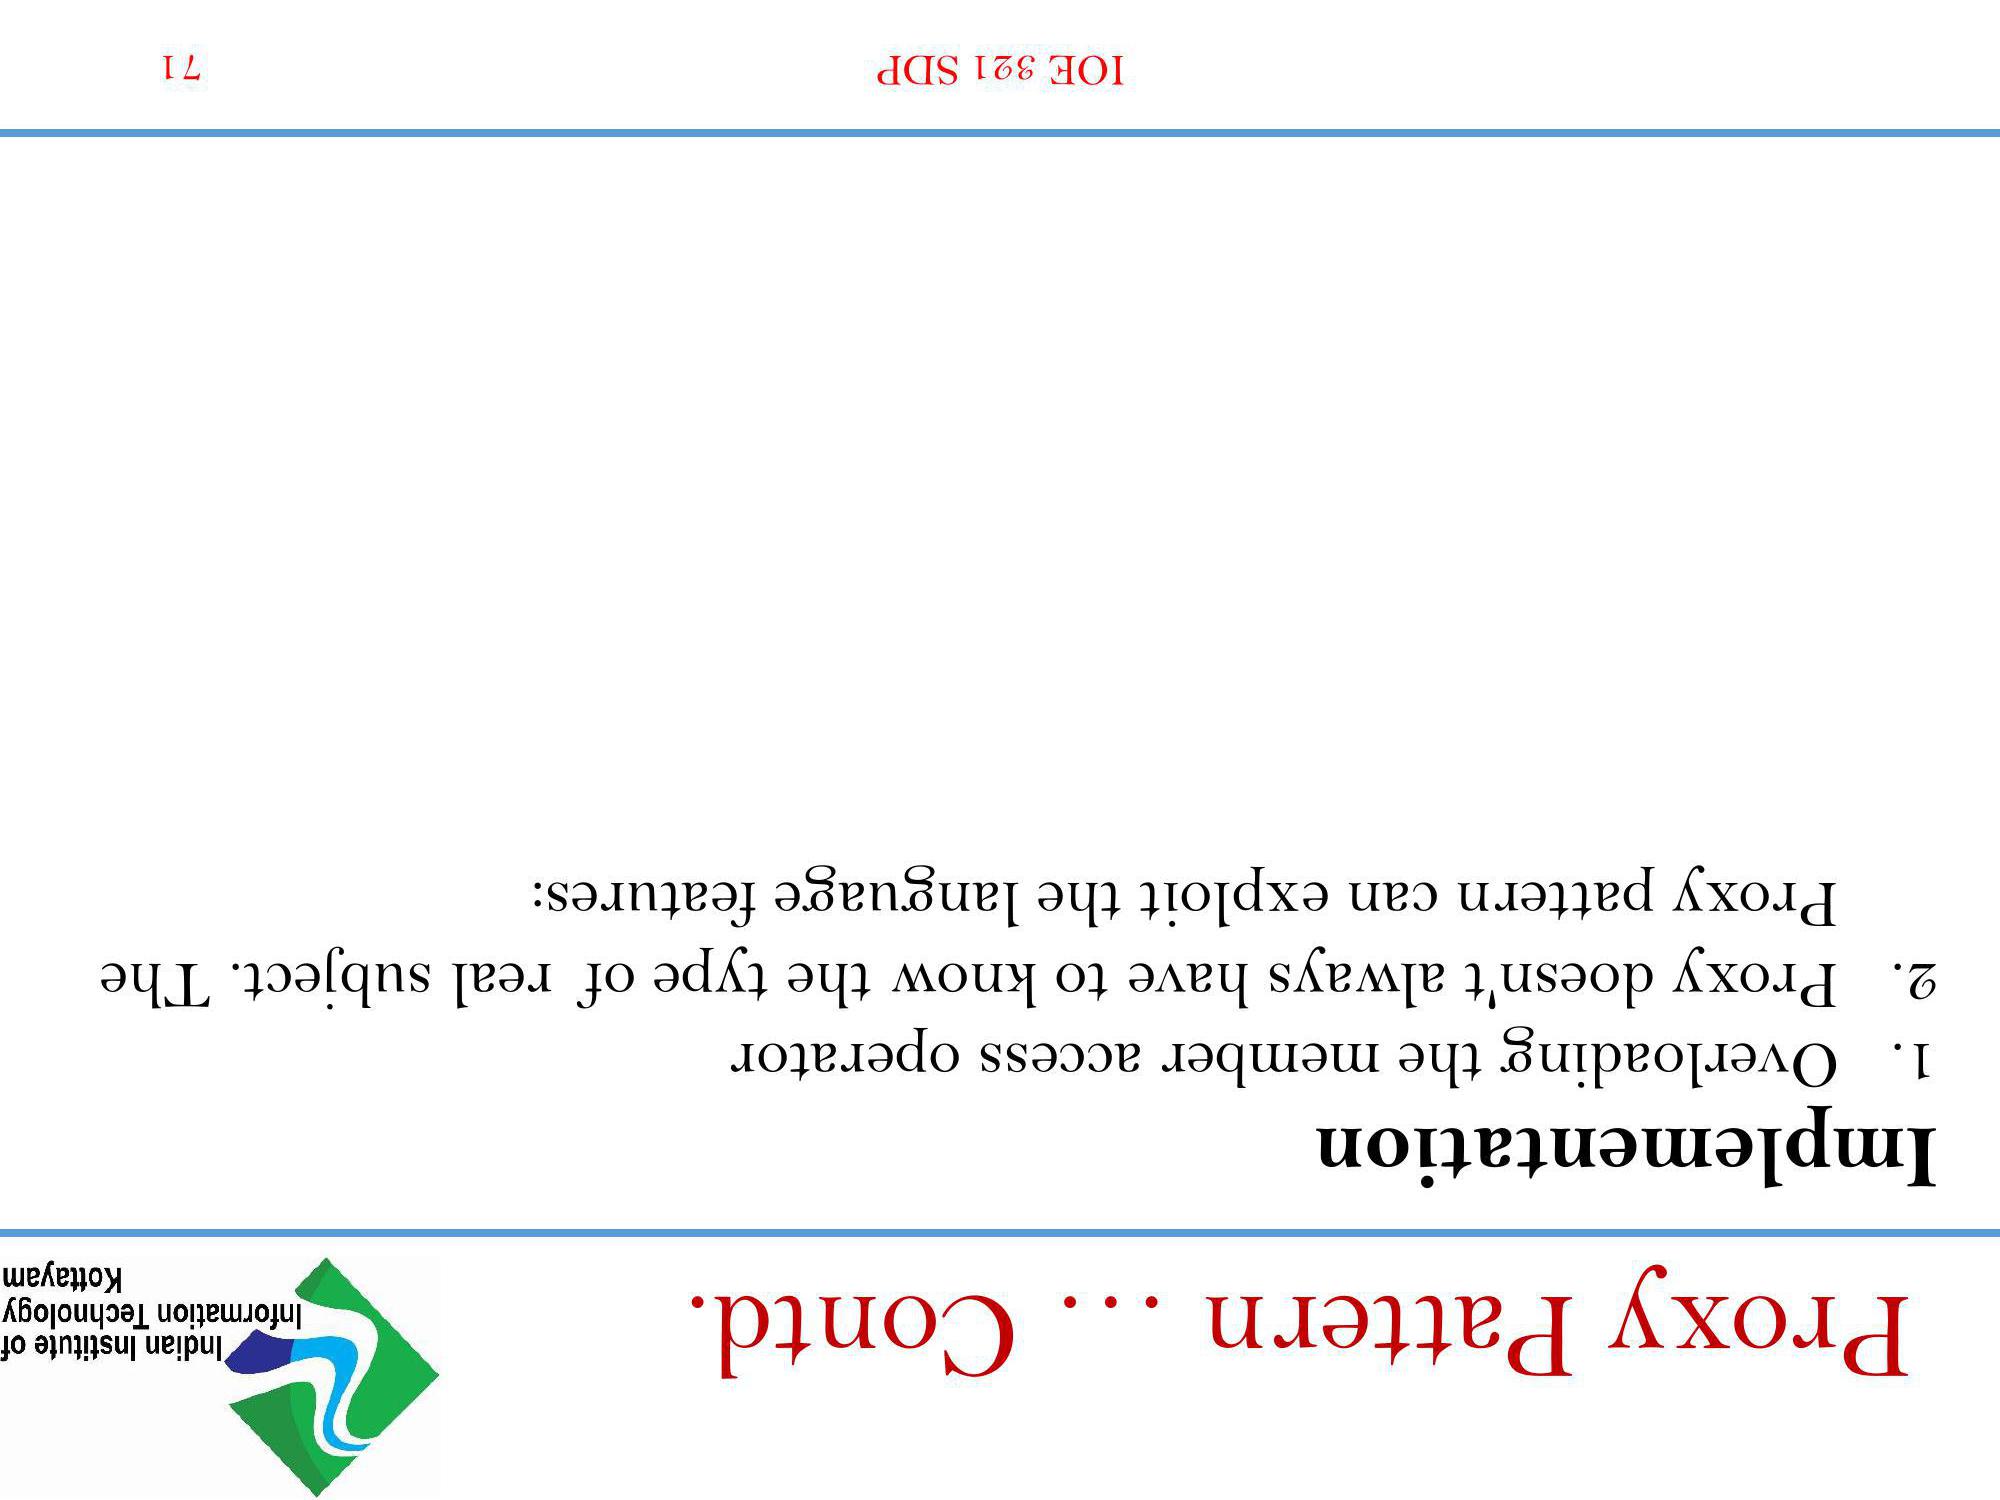 Proxy Pattern … Contd.
Indian Institute of
Information Technology
Kottayam
Implementation
1. Overloading the member access operator
2. Proxy doesn't always have to know the type of real subject. The
Proxy pattern can exploit the language features:
IOE 321 SDP
71